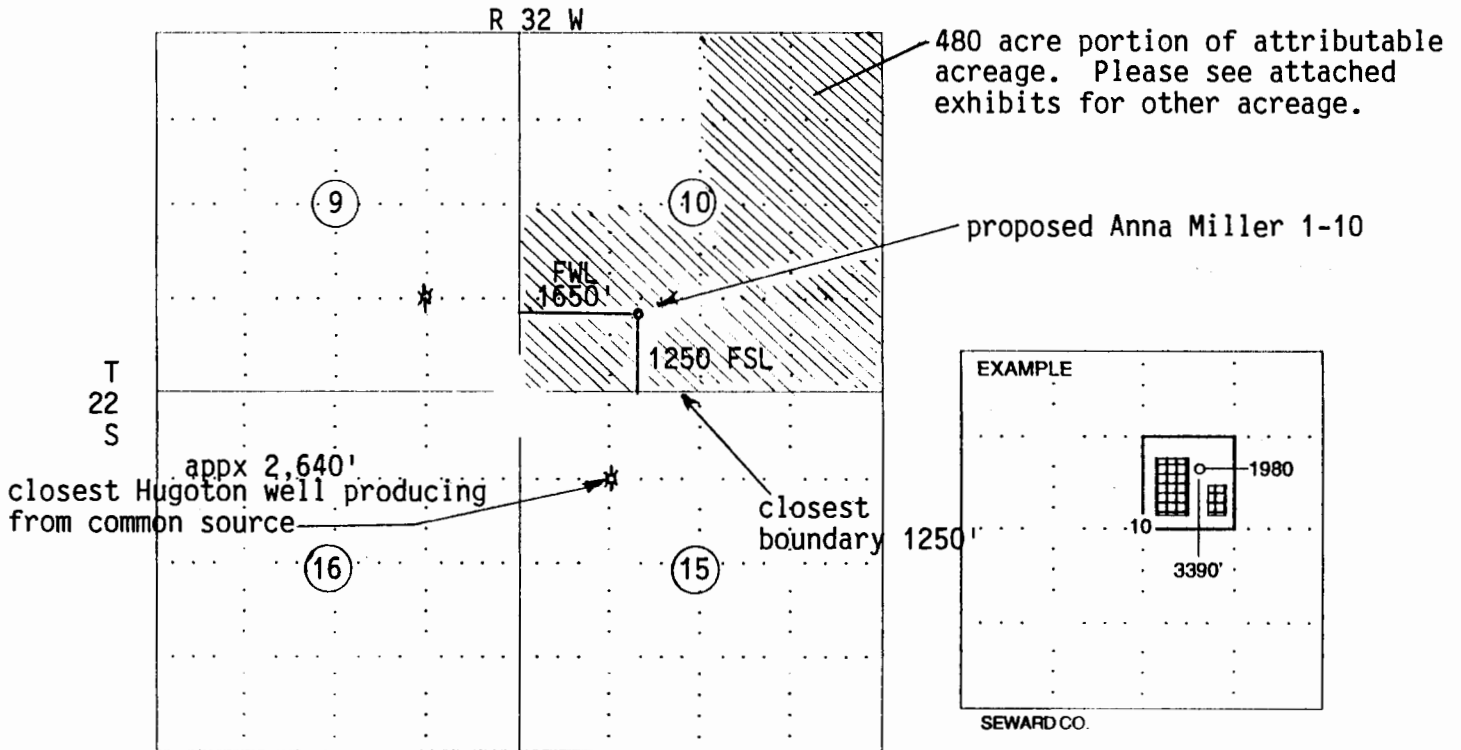 R 32 W
480 acre portion of attributable
acreage. Please see attached
exhibits for other acreage.
9
10
proposed Anna Miller 1-10
FWL
1650'
1250 FSL
T
22
S
EXAMPLE
1980
10
3390'
SEWARD CO.
appx 2,640'
closest Hugoton well producing
from common source
closest
boundary 1250'
16
15